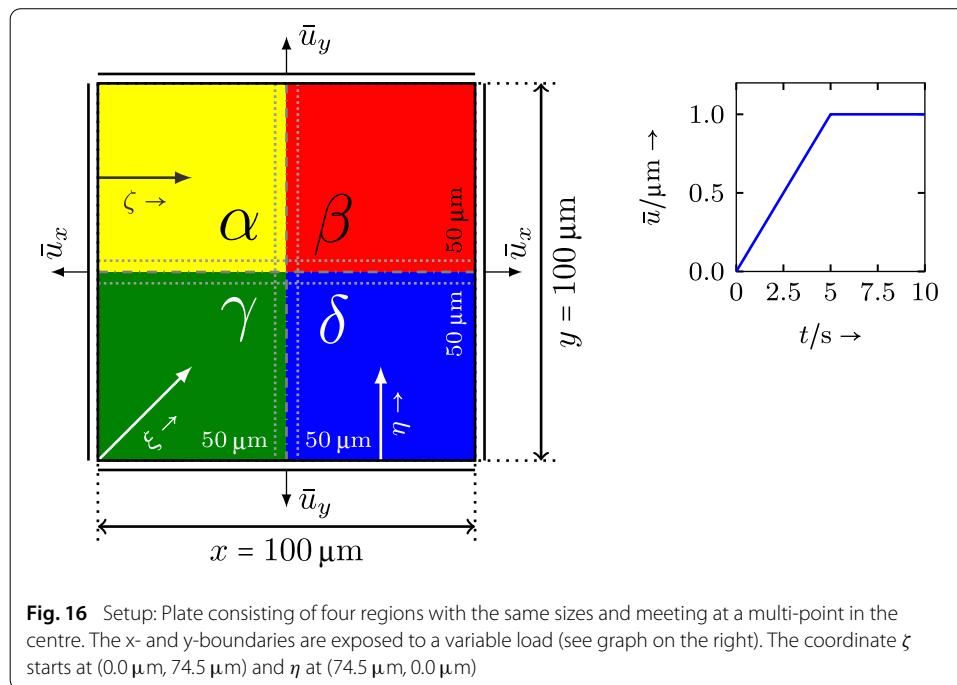 ūy
ζ →
α
β
50 µm
ūx
ūx
γ
δ
50 µm
y = 100 µm
ξ →
η →
50 µm
50 µm
ūy
x = 100 µm
ū/µm →
1.0
0.5
0.0
0
2.5
5
7.5
10
t/s →
Fig. 16 Setup: Plate consisting of four regions with the same sizes and meeting at a multi-point in the
centre. The x- and y-boundaries are exposed to a variable load (see graph on the right). The coordinate ζ
starts at (0.0 µm, 74.5 µm) and η at (74.5 µm, 0.0 µm)